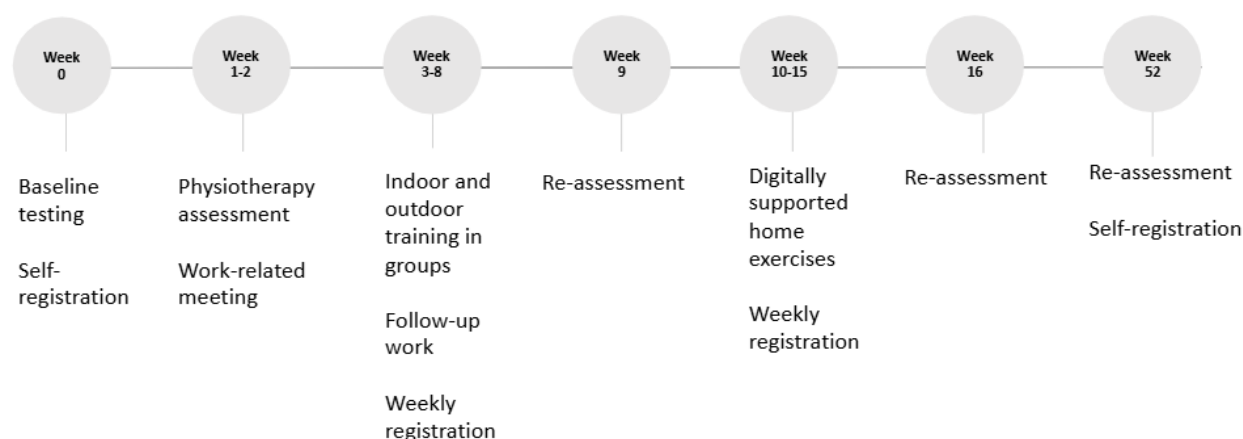 Week
0
Week
1-2
Week
3-8
Week
9
Week
10-15
Week
16
Week
52
Baseline
testing
Self-
registration
Physiotherapy
assessment
Work-related
meeting
Indoor and
outdoor
training in
groups
Follow-up
work
Weekly
registration
Re-assessment
Digitally
supported
home
exercises
Weekly
registration
Re-assessment
Re-assessment
Self-registration